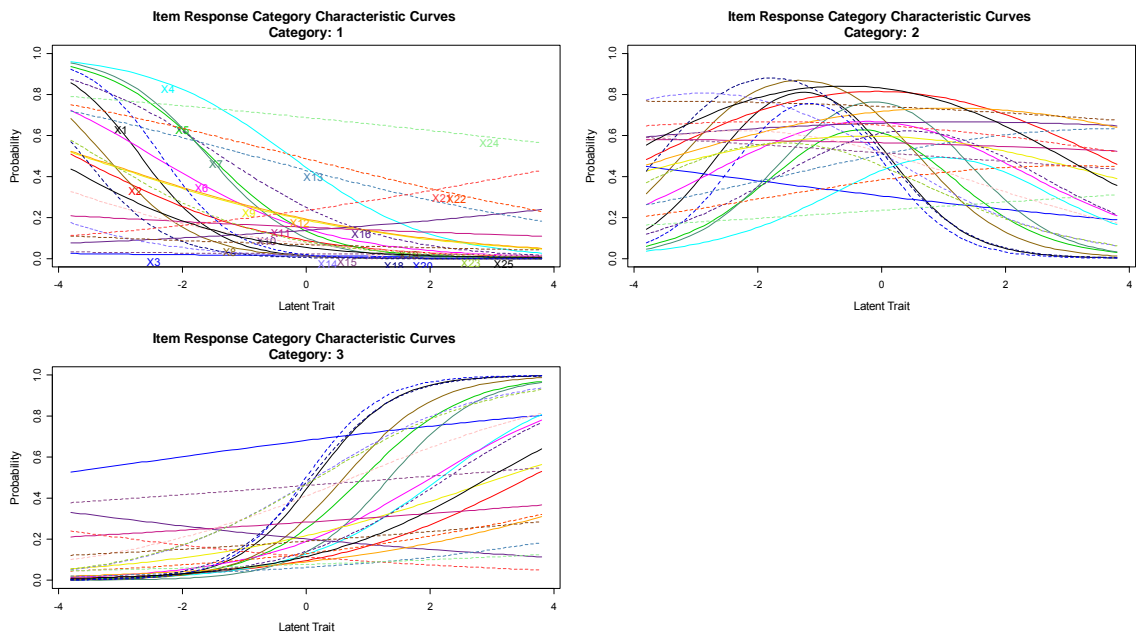 Item Response Category Characteristic Curves
Category: 1
Probability
1.0
0.8
0.6
0.4
0.2
0.0
X4
X1
X5
X24
X7
X13
X2
X6
X22
X9
X11
X16
X10
X3
X14
X15
X18
X20
X23
X25
-4
-2
0
2
4
Latent Trait
Item Response Category Characteristic Curves
Category: 2
Probability
1.0
0.8
0.6
0.4
0.2
0.0
-4
-2
0
2
4
Latent Trait
Item Response Category Characteristic Curves
Category: 3
Probability
1.0
0.8
0.6
0.4
0.2
0.0
-4
-2
0
2
4
Latent Trait